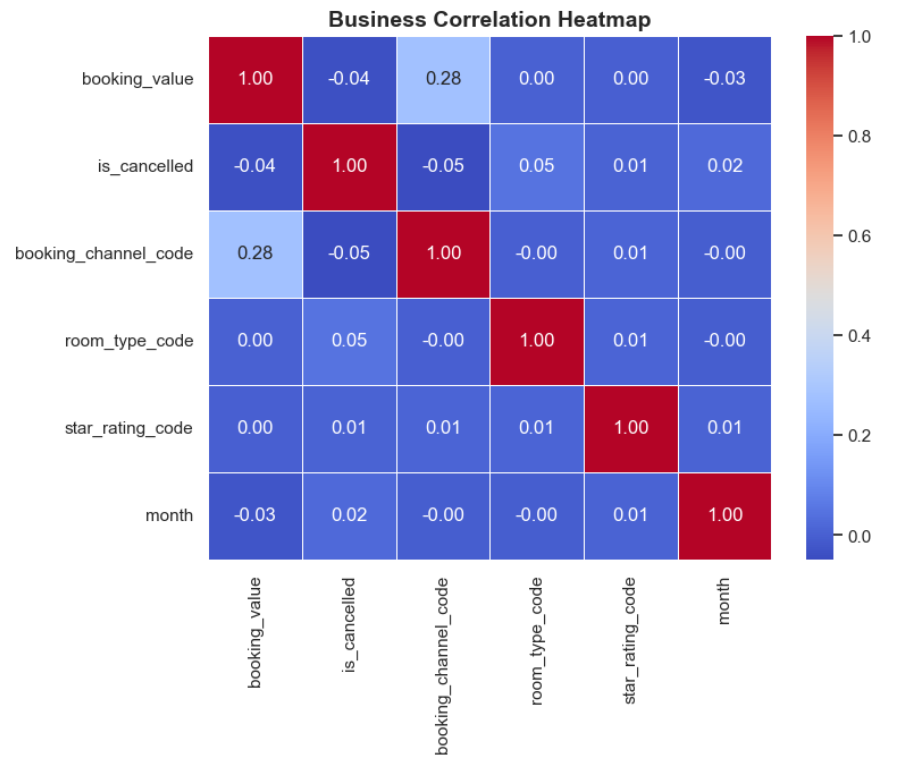 Business Correlation Heatmap
booking_value 1.00 -0.04 0.28 0.00 0.00 -0.03
is_cancelled -0.04 1.00 -0.05 0.05 0.01 0.02
booking_channel_code 0.28 -0.05 1.00 -0.00 0.01 -0.00
room_type_code 0.00 0.05 -0.00 1.00 0.01 -0.00
star_rating_code 0.00 0.01 0.01 0.01 1.00 0.01
month -0.03 0.02 -0.00 -0.00 0.01 1.00
booking_value
is_cancelled
booking_channel_code
room_type_code
star_rating_code
month
1.0
0.8
0.6
0.4
0.2
0.0